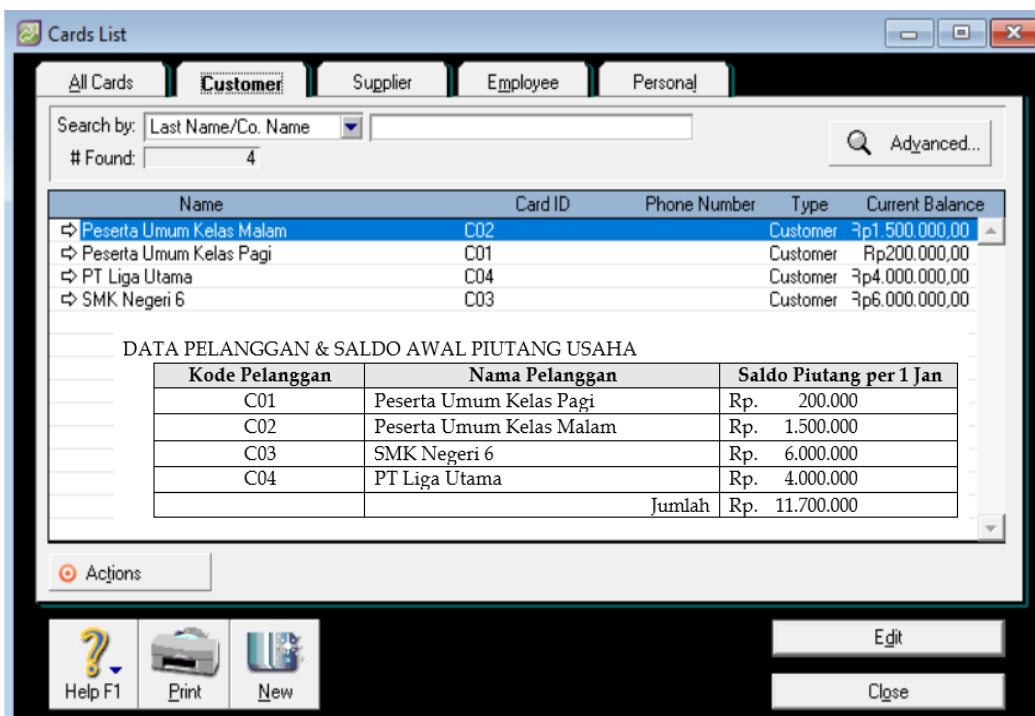 Cards List
All Cards Customer Supplier Employee Personal
Search by: Last Name/Co. Name Advanced...
# Found: 4
Name Card ID Phone Number Type Current Balance
Peserta Umum Kelas Malam C02 Customer Rp1.500.000,00
Peserta Umum Kelas Pagi C01 Customer Rp200.000,00
PT Liga Utama C04 Customer Rp4.000.000,00
SMK Negeri 6 C03 Customer Rp6.000.000,00
DATA PELANGGAN & SALDO AWAL PIUTANG USAHA
Kode Pelanggan Nama Pelanggan Saldo Piutang per 1 Jan
C01 Peserta Umum Kelas Pagi Rp. 200.000
C02 Peserta Umum Kelas Malam Rp. 1.500.000
C03 SMK Negeri 6 Rp. 6.000.000
C04 PT Liga Utama Rp. 4.000.000
Jumlah Rp. 11.700.000
Actions
Edit
Help F1 Print New Close